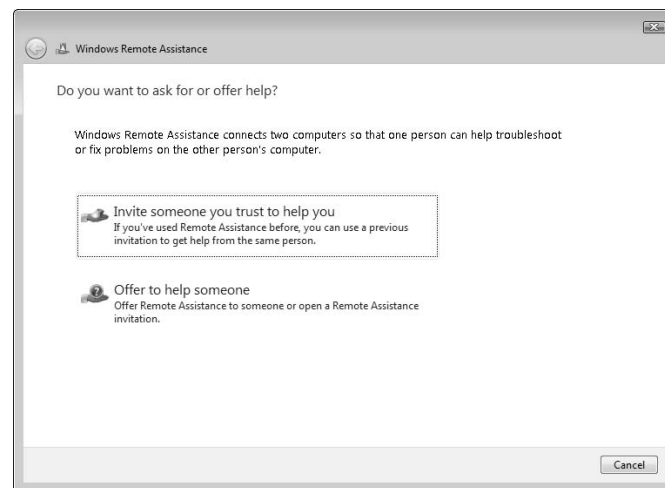 Windows Remote Assistance
Do you want to ask for or offer help?
Windows Remote Assistance connects two computers so that one person can help troubleshoot
or fix problems on the other person's computer.
Invite someone you trust to help you
If you've used Remote Assistance before, you can use a previous
invitation to get help from the same person.
Offer to help someone
Offer Remote Assistance to someone or open a Remote Assistance
invitation.
Cancel